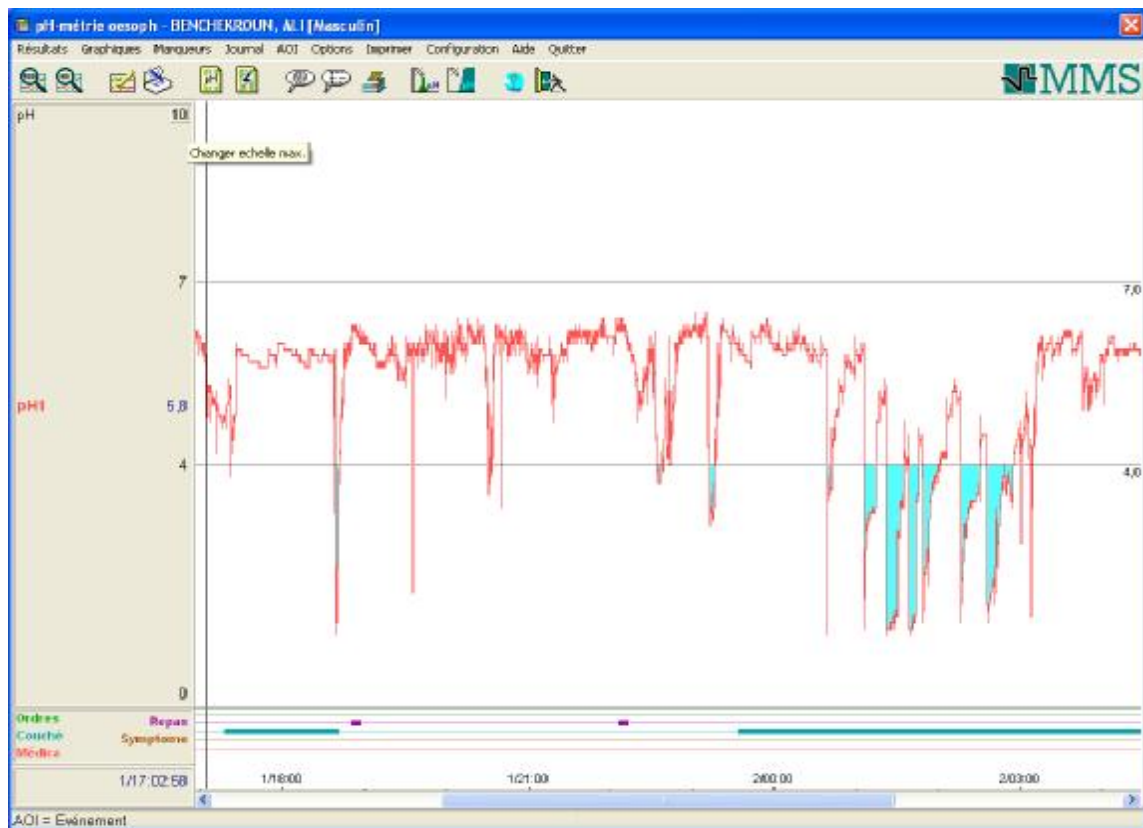 pH-métrie oesoph - BENCHEKROUN, ALI [Masculin]
Résultats Graphiques Marqueurs Journal AOI Options Imprimer Configuration Aide Quitter
MMS
pH 10
Changer echelle max.
7
7,0
pH1 5,8
4
4,0
0
Ordres Repas
Couché Symptome
Médica
1/17:02:58 1/18:00 1/21:00 2/00:00 2/03:00
AOI = Evénement